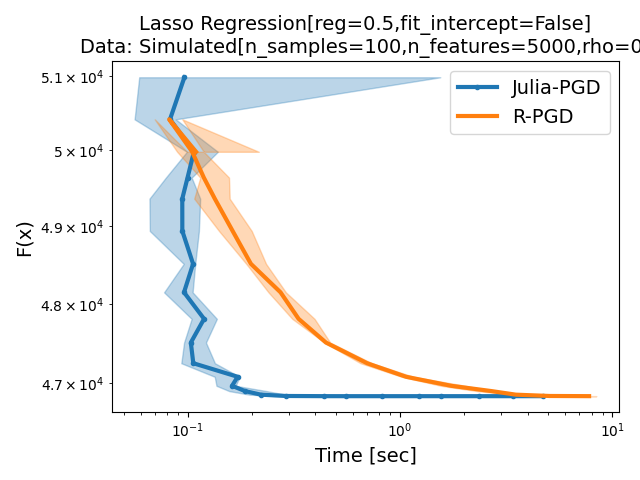 Lasso Regression[reg=0.5,fit_intercept=False]
Data: Simulated[n_samples=100,n_features=5000,rho=0
Julia-PGD
R-PGD
F(x)
5.1 × 10⁴
5 × 10⁴
4.9 × 10⁴
4.8 × 10⁴
4.7 × 10⁴
10⁻¹
10⁰
10¹
Time [sec]